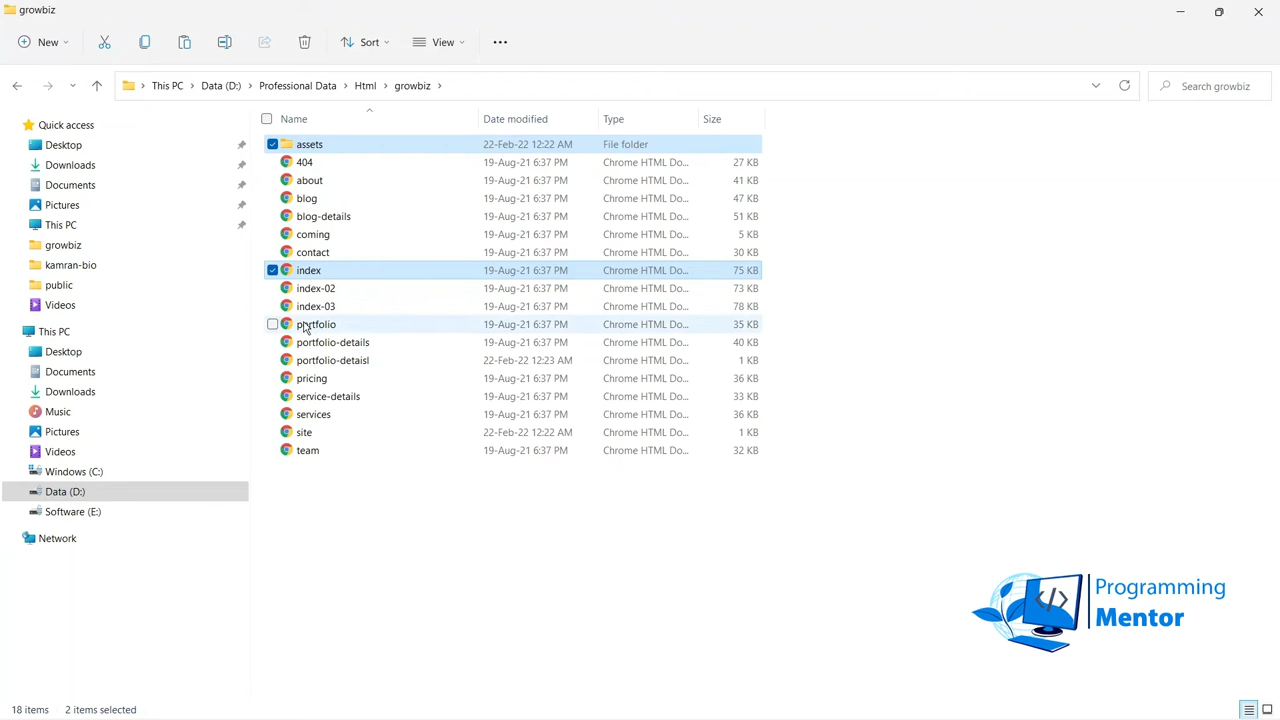 growbiz
New Sort View
This PC Data (D:) Professional Data Html growbiz Search growbiz
Name Date modified Type Size
assets 22-Feb-22 12:22 AM File folder
404 19-Aug-21 6:37 PM Chrome HTML Do... 27 KB
about 19-Aug-21 6:37 PM Chrome HTML Do... 41 KB
blog 19-Aug-21 6:37 PM Chrome HTML Do... 47 KB
blog-details 19-Aug-21 6:37 PM Chrome HTML Do... 51 KB
coming 19-Aug-21 6:37 PM Chrome HTML Do... 5 KB
contact 19-Aug-21 6:37 PM Chrome HTML Do... 30 KB
index 19-Aug-21 6:37 PM Chrome HTML Do... 75 KB
index-02 19-Aug-21 6:37 PM Chrome HTML Do... 73 KB
index-03 19-Aug-21 6:37 PM Chrome HTML Do... 78 KB
portfolio 19-Aug-21 6:37 PM Chrome HTML Do... 35 KB
portfolio-details 19-Aug-21 6:37 PM Chrome HTML Do... 40 KB
portfolio-detaisl 22-Feb-22 12:23 AM Chrome HTML Do... 1 KB
pricing 19-Aug-21 6:37 PM Chrome HTML Do... 36 KB
service-details 19-Aug-21 6:37 PM Chrome HTML Do... 33 KB
services 19-Aug-21 6:37 PM Chrome HTML Do... 36 KB
site 22-Feb-22 12:22 AM Chrome HTML Do... 1 KB
team 19-Aug-21 6:37 PM Chrome HTML Do... 32 KB
Quick access
Desktop
Downloads
Documents
Pictures
This PC
growbiz
kamran-bio
public
Videos
This PC
Desktop
Documents
Downloads
Music
Pictures
Videos
Windows (C:)
Data (D:)
Software (E:)
Network
</> Programming
Mentor
18 items 2 items selected